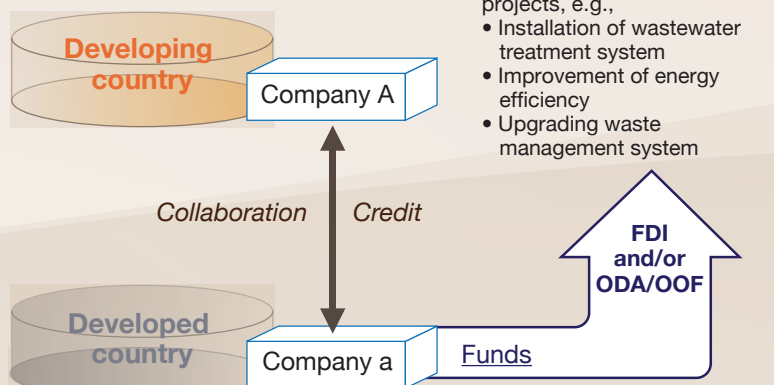 projects, e.g.,
• Installation of wastewater
treatment system
• Improvement of energy
efficiency
• Upgrading waste
management system
Developing
country
Company A
Collaboration
Credit
FDI
and/or
ODA/OOF
Developed
country
Company a
Funds